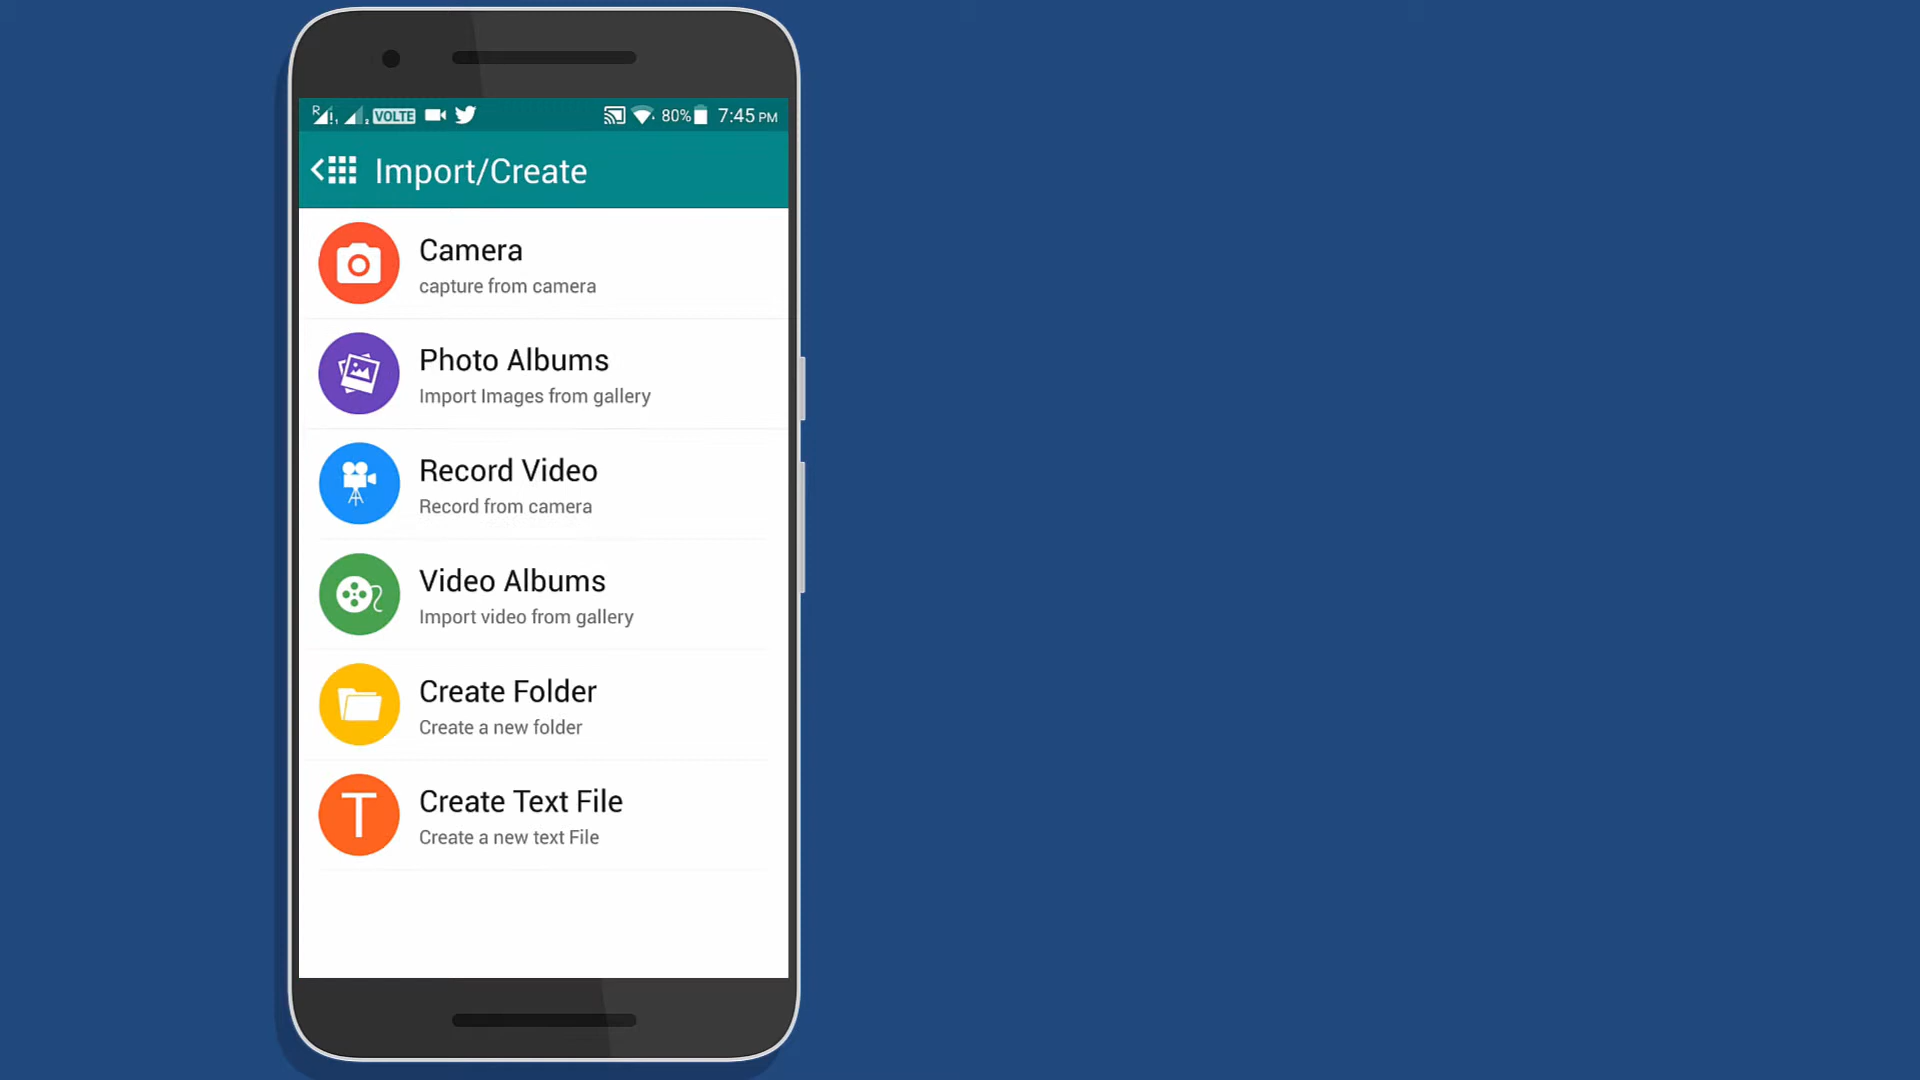 R VOLTE 80% 7:45 PM
Import/Create
Camera
capture from camera
Photo Albums
Import Images from gallery
Record Video
Record from camera
Video Albums
Import video from gallery
Create Folder
Create a new folder
T Create Text File
Create a new text File